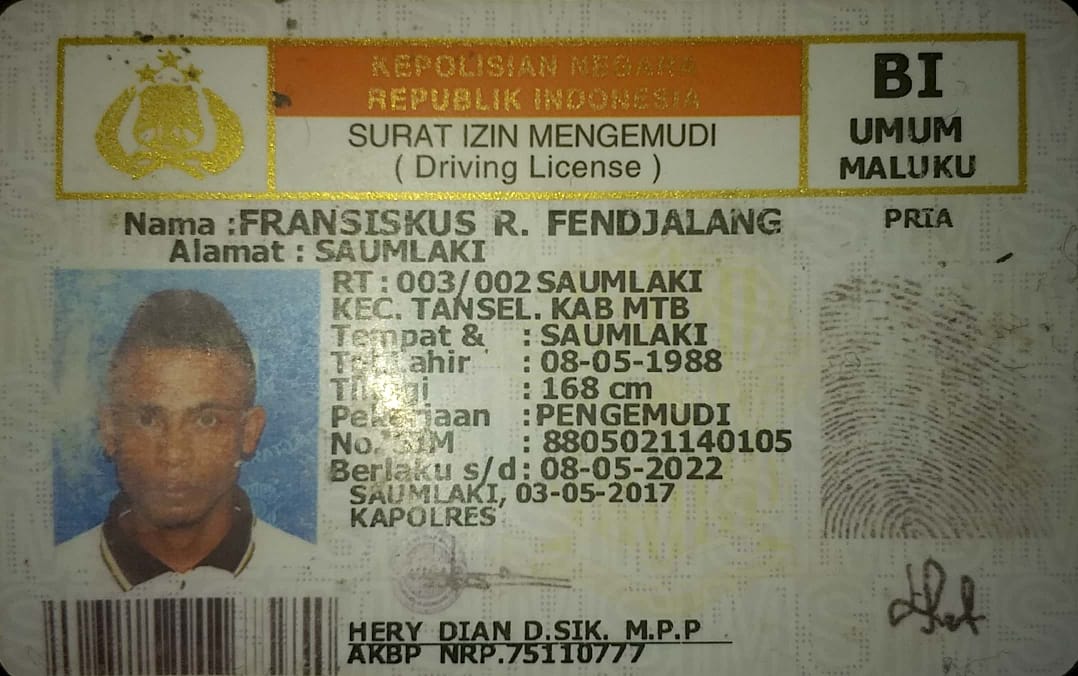 KEPOLISIAN NEGARA
REPUBLIK INDONESIA
SURAT IZIN MENGEMUDI
( Driving License )
BI
UMUM
MALUKU
Nama : FRANSISKUS R. FENDJALANG
PRIA
Alamat : SAUMLAKI
RT : 003/002 SAUMLAKI
KEC. TANSEL. KAB MTB
Tempat & : SAUMLAKI
: 08-05-1988
Tinggi : 168 cm
Pekerjaan : PENGEMUDI
No. SIM : 8805021140105
Berlaku s/d : 08-05-2022
SAUMLAKI, 03-05-2017
KAPOLRES
HERY DIAN D.SIK. M.P.P
AKBP NRP.75110777